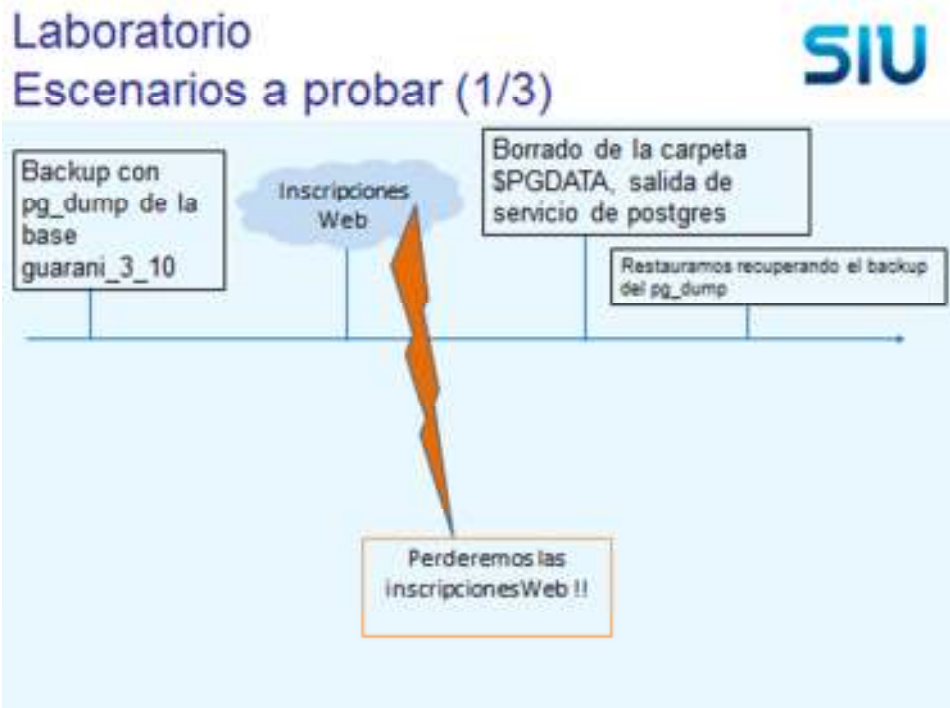 Laboratorio
Escenarios a probar (1/3)
SIU
Backup con
pg_dump de la
base
guarani_3_10
Inscripciones
Web
Borrado de la carpeta
$PGDATA, salida de
servicio de postgres
Restauramos recuperando el backup
del pg_dump
Perderemos las
inscripcionesWeb !!